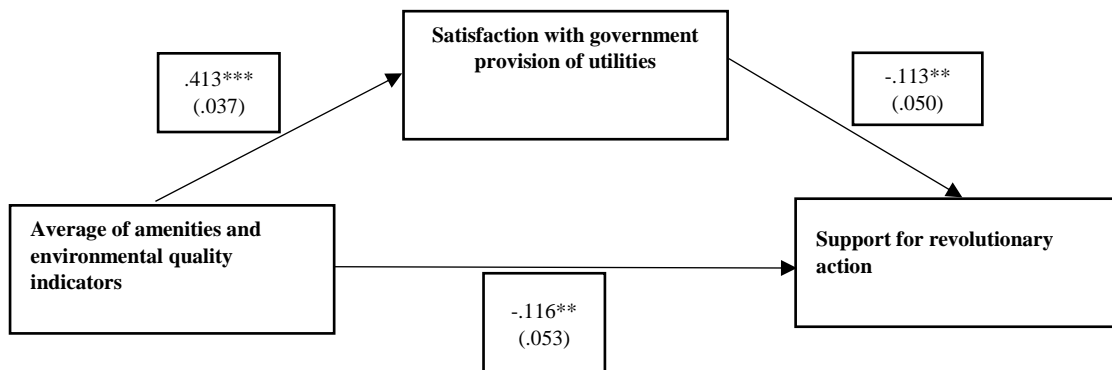 Satisfaction with government
provision of utilities
.413***
(.037)
-.113**
(.050)
Average of amenities and
environmental quality
indicators
Support for revolutionary
action
-.116**
(.053)